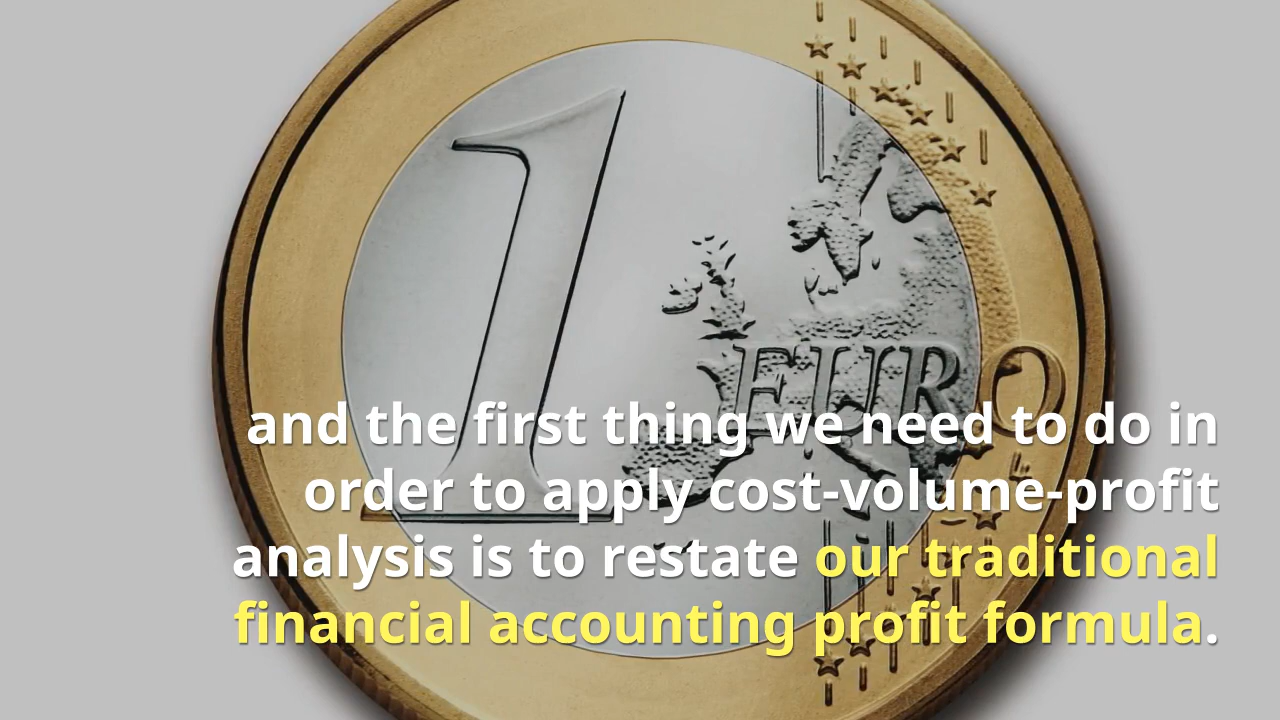 1
EURO
and the first thing we need to do in
order to apply cost-volume-profit
analysis is to restate our traditional
financial accounting profit formula.